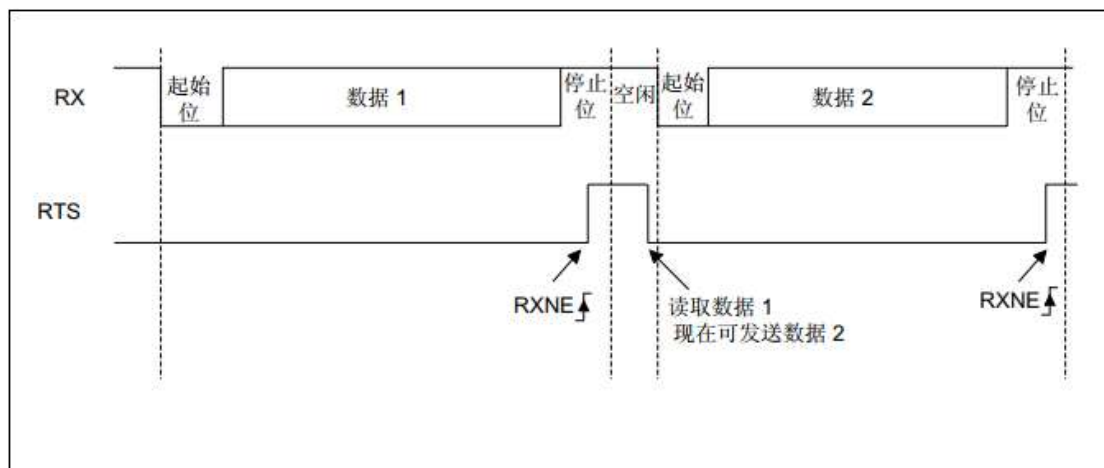 RX
起始
位
数据 1
停止
位
空闲
起始
位
数据 2
停止
位
RTS
RXNE
读取数据 1
现在可发送数据 2
RXNE